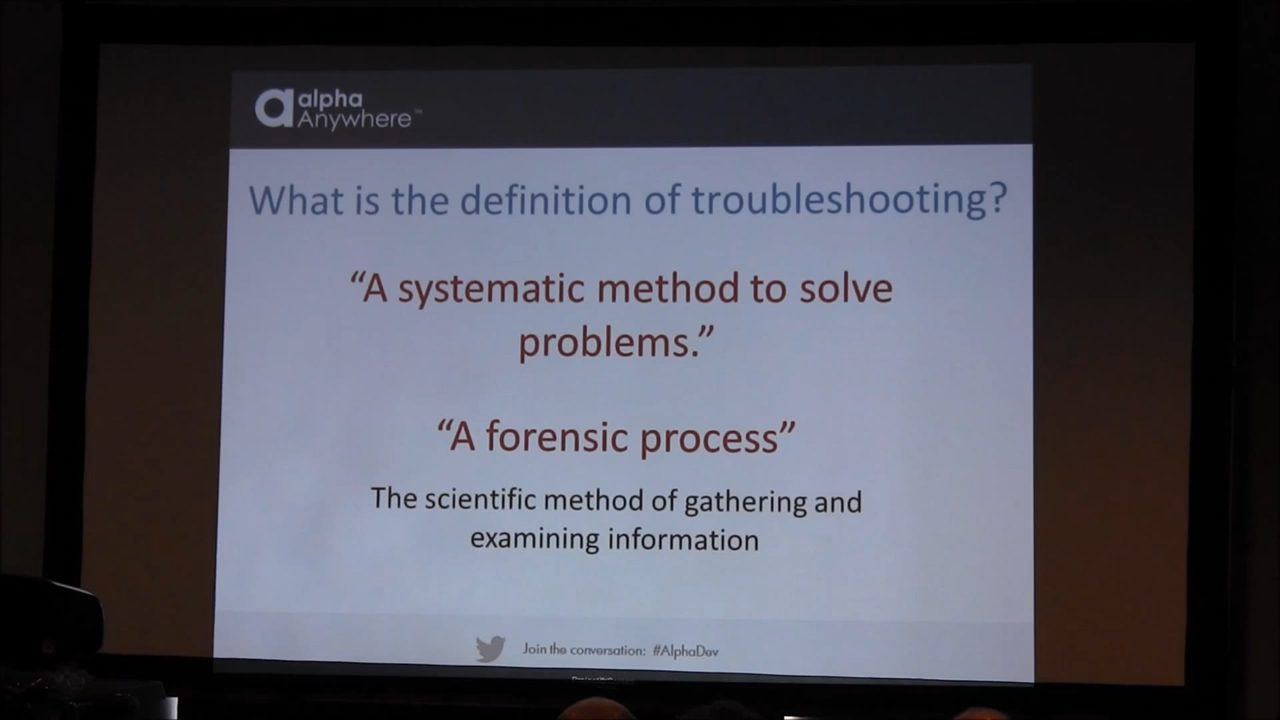 alpha
Anywhere™
What is the definition of troubleshooting?
“A systematic method to solve
problems.”
“A forensic process”
The scientific method of gathering and
examining information
Join the conversation: #AlphaDev